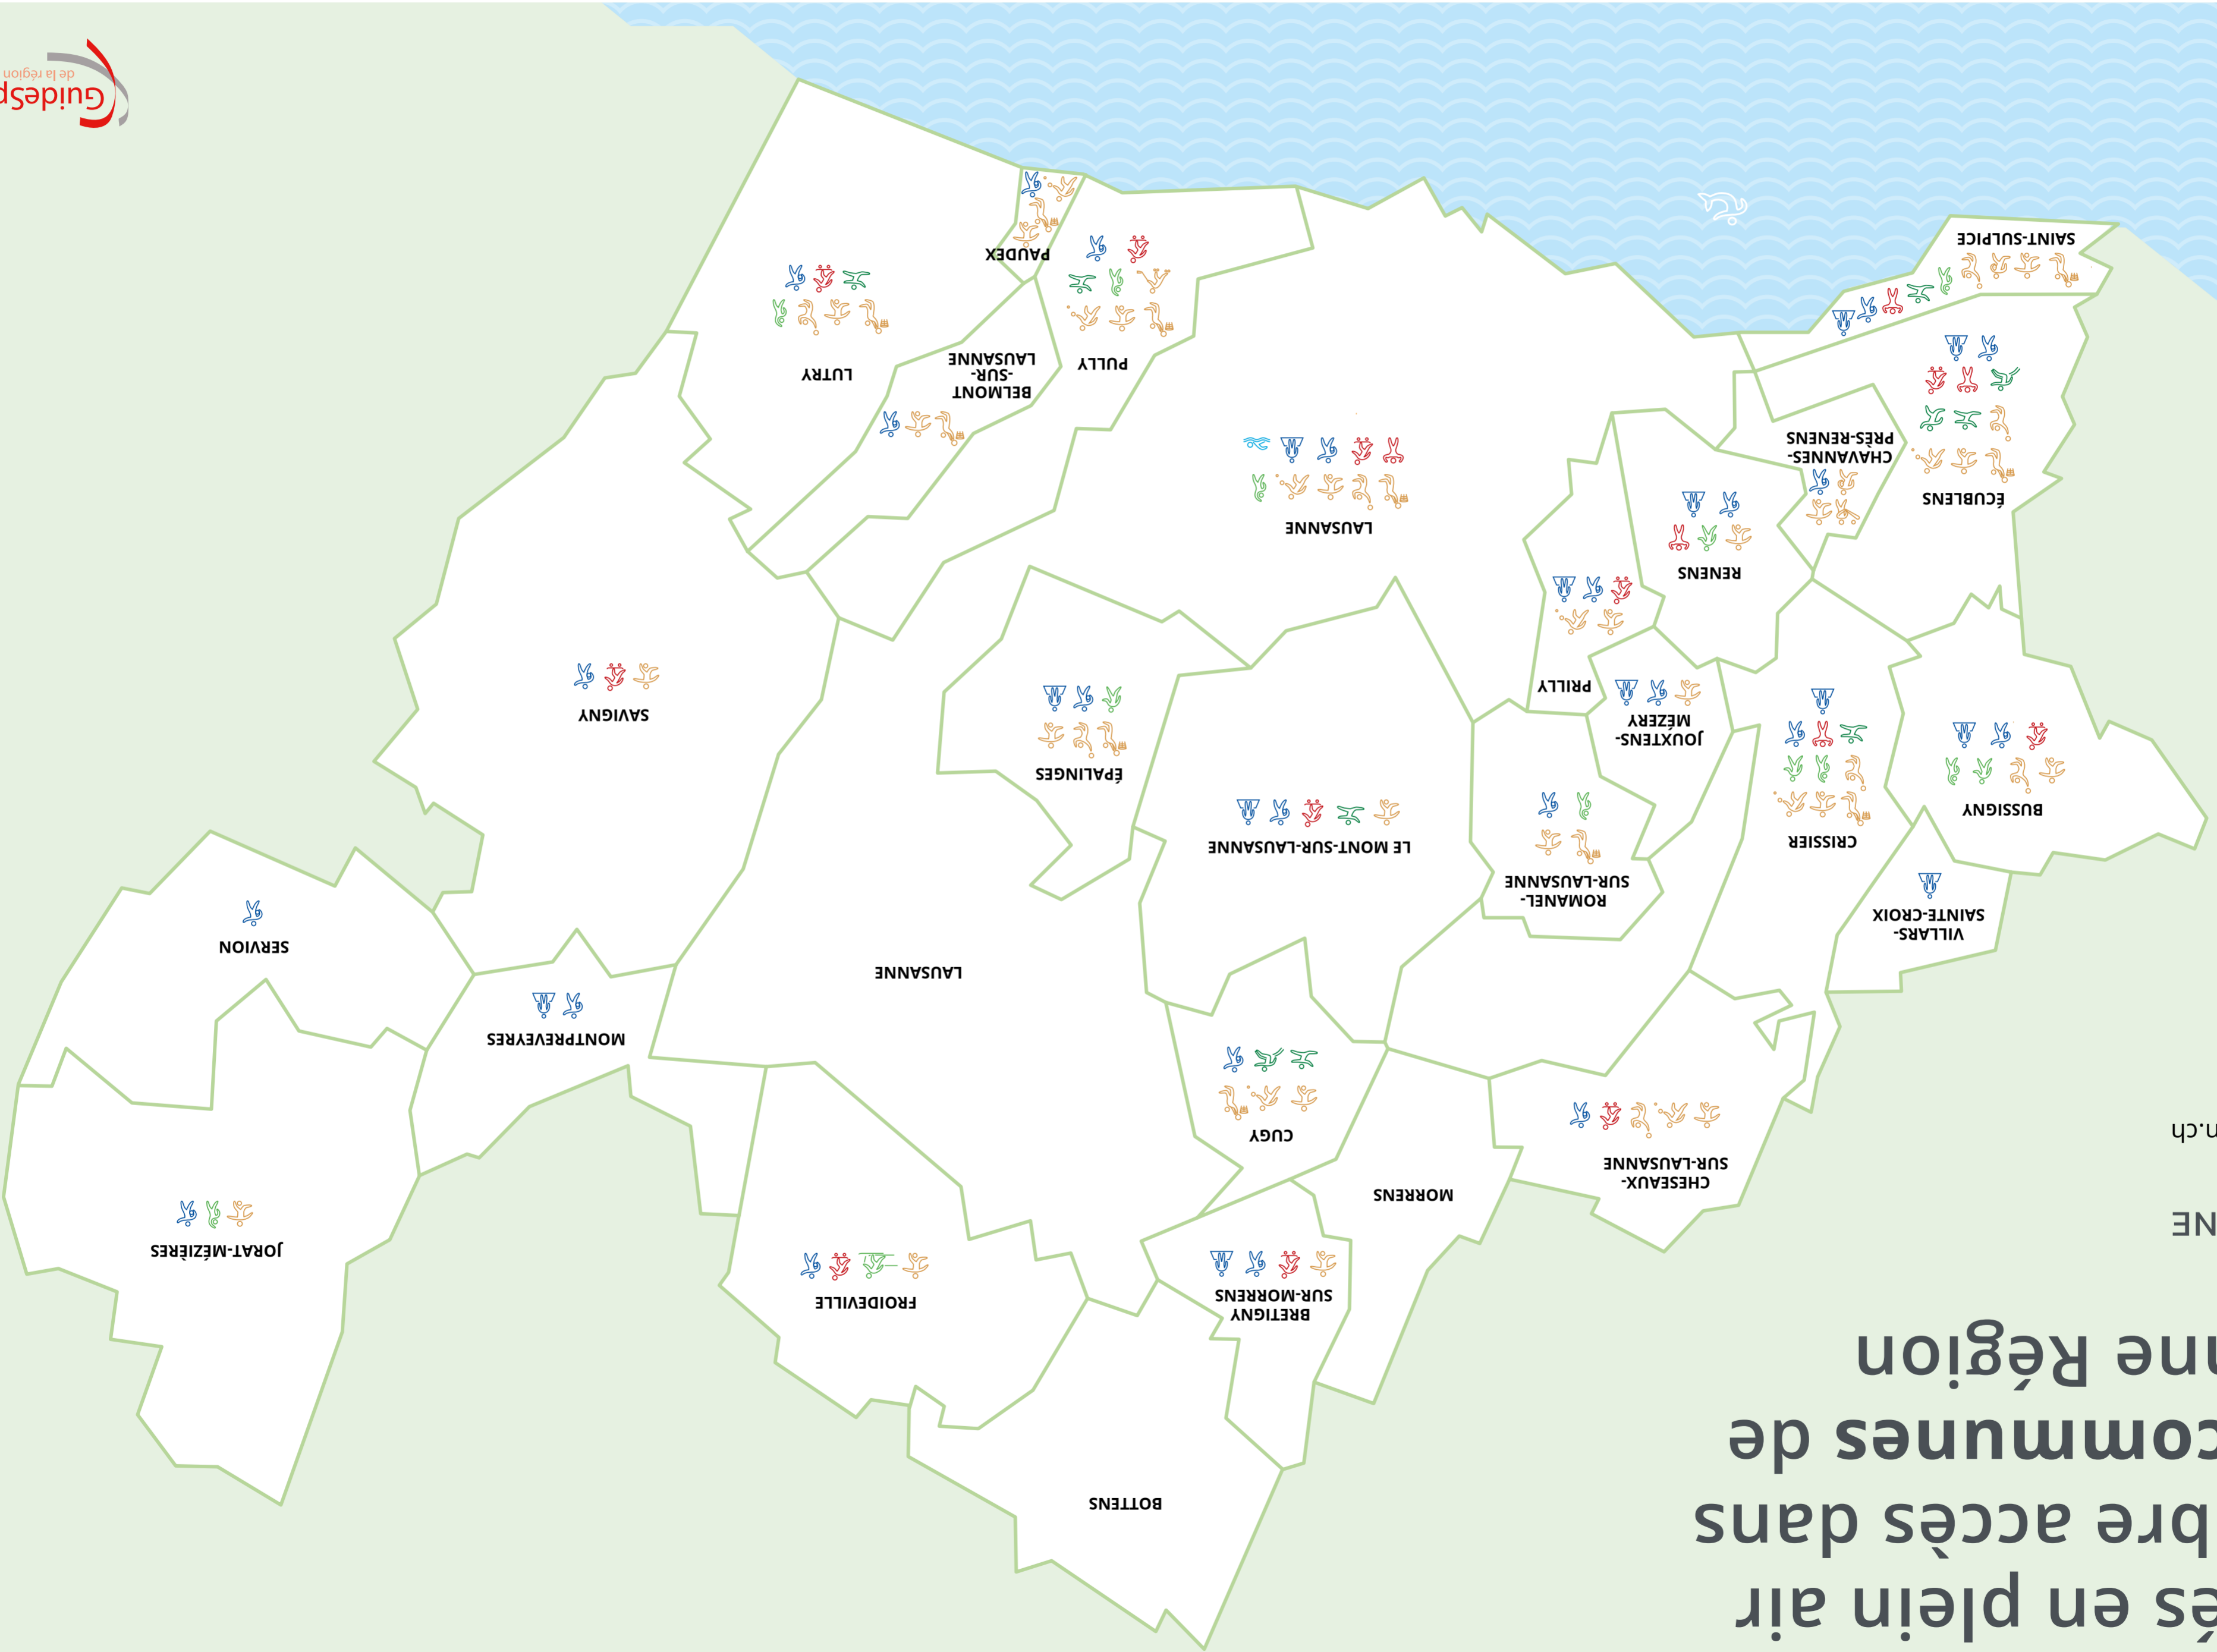 és en plein air
bre accès dans
communes de
nne Région
NE
n.ch
BOTTENS
BRETIGNY
SUR-MORRENS
FROIDEVILLE
JORAT-MÉZIÈRES
MORRENS
CHESEAUX-
SUR-LAUSANNE
CUGY
MONTPREVEYRES
LAUSANNE
SERVION
VILLARS-
SAINTE-CROIX
ROMANEL-
SUR-LAUSANNE
LE MONT-SUR-LAUSANNE
CRISSIER
BUSSIGNY
ÉPALINGES
JOUXTENS-
MÉZERY
SAVIGNY
PRILLY
RENENS
LAUSANNE
ÉCUBLENS
CHAVANNES-
PRÈS-RENENS
BELMONT
-SUR-
LAUSANNE
LUTRY
PULLY
PAUDEX
SAINT-SULPICE
GuideSp
de la région